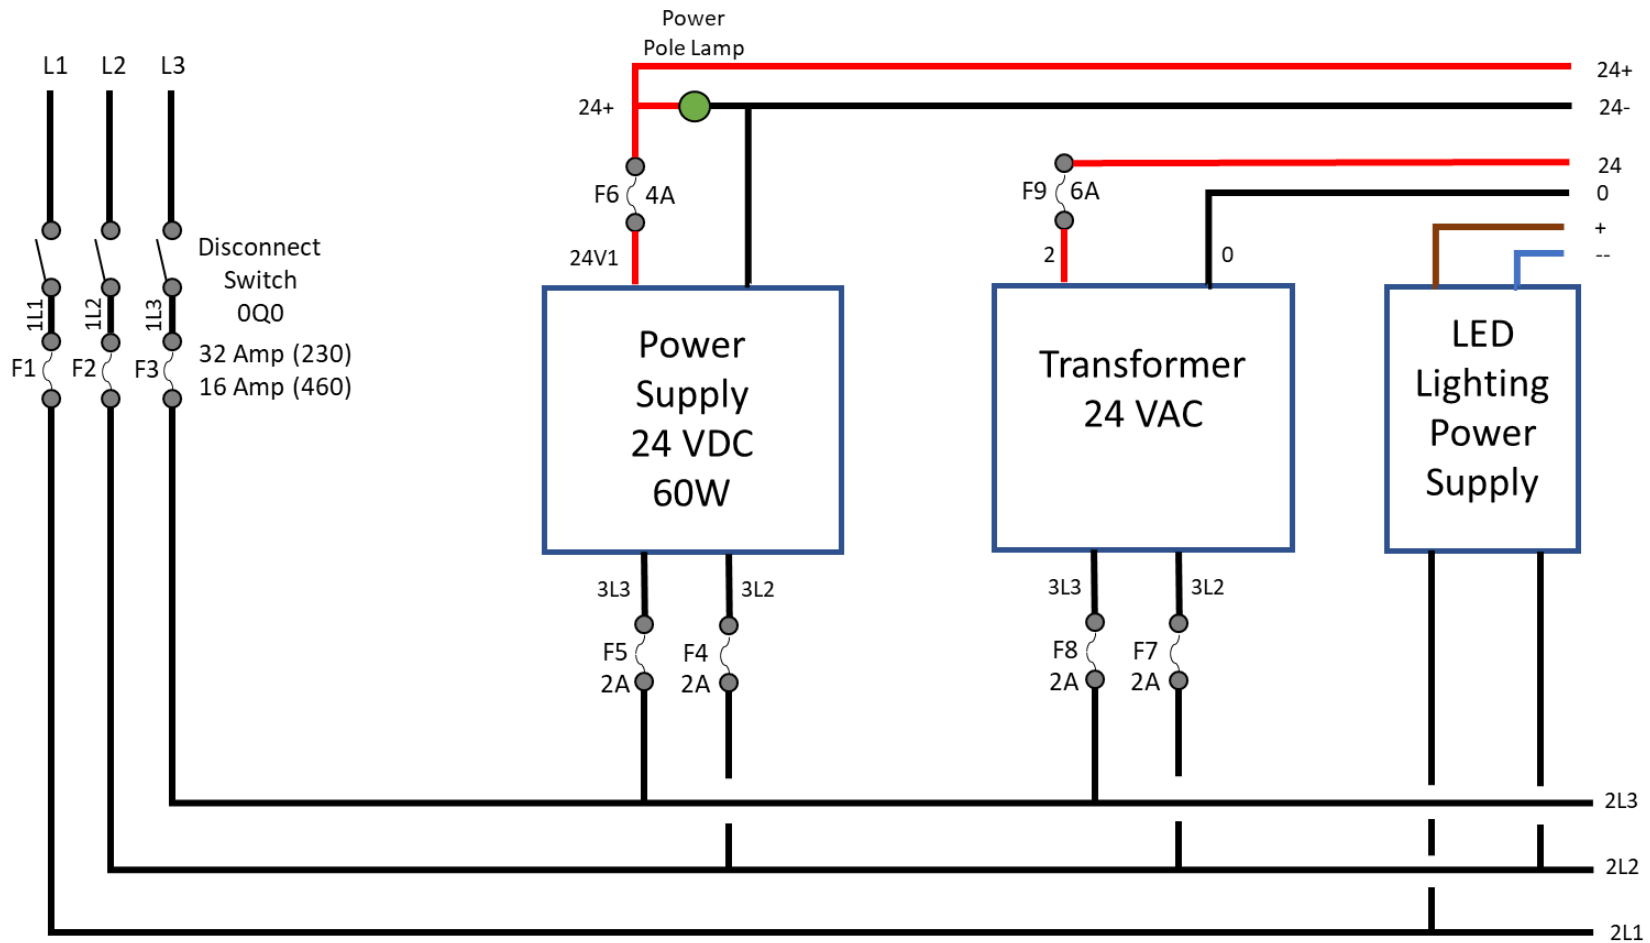 Power
Pole Lamp
L1
L2
L3
24+
24+
24-
F6
4A
24V1
F9
6A
2
0
24
0
+
--
Disconnect
Switch
0Q0
32 Amp (230)
16 Amp (460)
1L1
1L2
1L3
F1
F2
F3
Power
Supply
24 VDC
60W
Transformer
24 VAC
LED
Lighting
Power
Supply
3L3
3L2
F5
2A
F4
2A
3L3
3L2
F8
2A
F7
2A
2L3
2L2
2L1